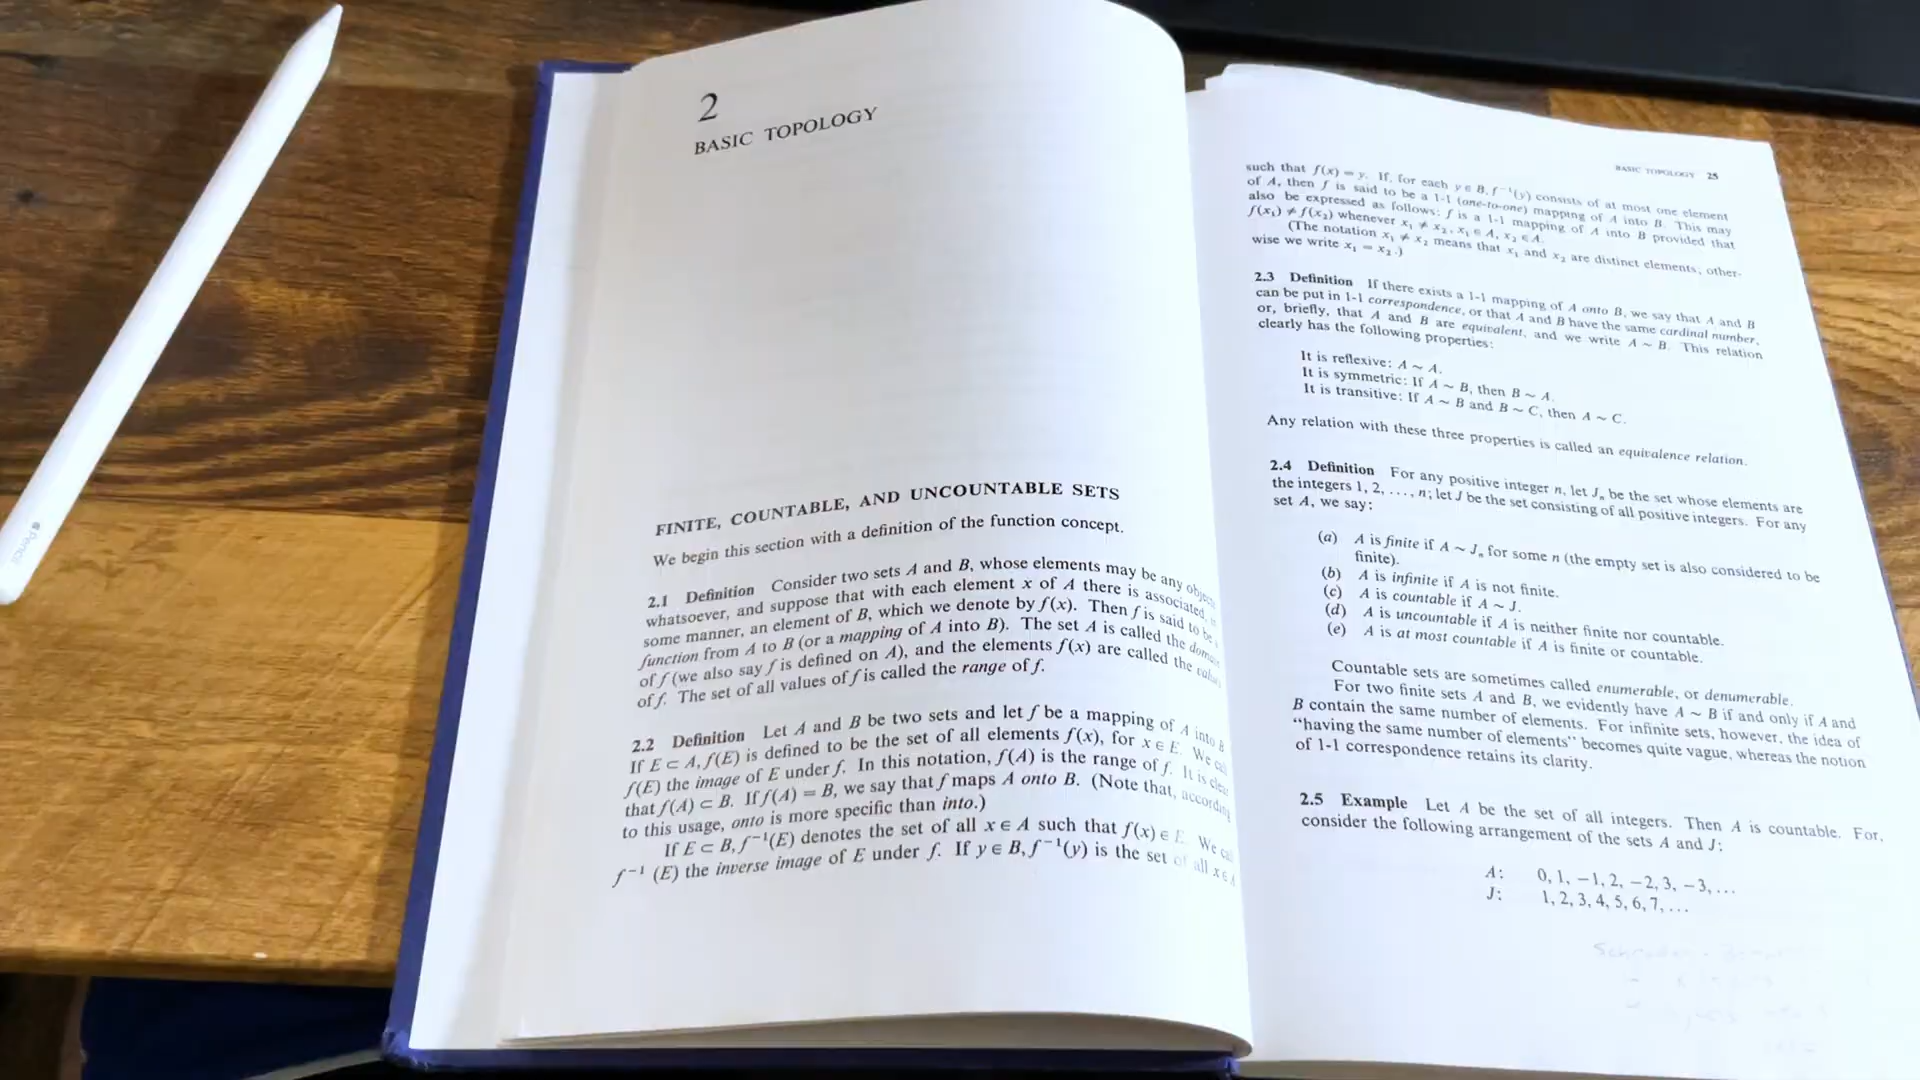 2
BASIC TOPOLOGY
FINITE, COUNTABLE, AND UNCOUNTABLE SETS
We begin this section with a definition of the function concept.
2.1 Definition Consider two sets A and B, whose elements may be any
whatsoever, and suppose that with each element x of A there is associated,
some manner, an element of B, which we denote by f(x). Then f is said to be a
function from A to B (or a mapping of A into B). The set A is called the
of f (we also say f is defined on A), and the elements f(x) are called the values
of f. The set of all values of f is called the range of f.
2.2 Definition Let A and B be two sets and let f be a mapping of A into B
If E ⊂ A, f(E) is defined to be the set of all elements f(x), for x ∈ E. We call
f(E) the image of E under f. In this notation, f(A) is the range of f. It is clear
that f(A) ⊂ B. If f(A) = B, we say that f maps A onto B. (Note that, according
to this usage, onto is more specific than into.)
If E ⊂ B, f⁻¹(E) denotes the set of all x ∈ A such that f(x) ∈ E. We
f⁻¹ (E) the inverse image of E under f. If y ∈ B, f⁻¹(y) is the set of all x ∈ A
BASIC TOPOLOGY 25
such that f(x) = y. If, for each y ∈ B, f⁻¹(y) consists of at most one element
of A, then f is said to be a 1-1 (one-to-one) mapping of A into B. This may
also be expressed as follows: f is a 1-1 mapping of A into B provided that
f(x₁) ≠ f(x₂) whenever x₁ ≠ x₂, x₁ ∈ A, x₂ ∈ A.
(The notation x₁ ≠ x₂ means that x₁ and x₂ are distinct elements; other-
wise we write x₁ = x₂.)
2.3 Definition If there exists a 1-1 mapping of A onto B, we say that A and B
can be put in 1-1 correspondence, or that A and B have the same cardinal number,
or, briefly, that A and B are equivalent, and we write A ~ B. This relation
clearly has the following properties:
It is reflexive: A ~ A.
It is symmetric: If A ~ B, then B ~ A.
It is transitive: If A ~ B and B ~ C, then A ~ C.
Any relation with these three properties is called an equivalence relation.
2.4 Definition For any positive integer n, let Jₙ be the set whose elements are
the integers 1, 2, . . . , n; let J be the set consisting of all positive integers. For any
set A, we say:
(a) A is finite if A ~ Jₙ for some n (the empty set is also considered to be
finite).
(b) A is infinite if A is not finite.
(c) A is countable if A ~ J.
(d) A is uncountable if A is neither finite nor countable.
(e) A is at most countable if A is finite or countable.
Countable sets are sometimes called enumerable, or denumerable.
For two finite sets A and B, we evidently have A ~ B if and only if A and
B contain the same number of elements. For infinite sets, however, the idea of
"having the same number of elements" becomes quite vague, whereas the notion
of 1-1 correspondence retains its clarity.
2.5 Example Let A be the set of all integers. Then A is countable. For,
consider the following arrangement of the sets A and J:
A: 0, 1, −1, 2, −2, 3, −3, . . .
J: 1, 2, 3, 4, 5, 6, 7, . . .
Pencil